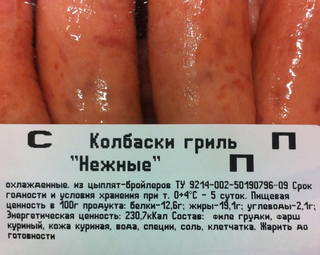 С Колбаски гриль П
"Нежные" П
охлажденные. из цыплят-бройлеров ТУ 9214-002-50190796-09 Срок
годности и условия хранения при т. 0+4°С - 5 суток. Пищевая
ценность в 100г продукта: белки-12,6г; жиры-19,1г; углеводы-2,1г;
Энергетическая ценность: 230,7кКал Состав: филе грудки, фарш
куриный, кожа куриная, вода, специи, соль, клетчатка. Жарить до
готовности